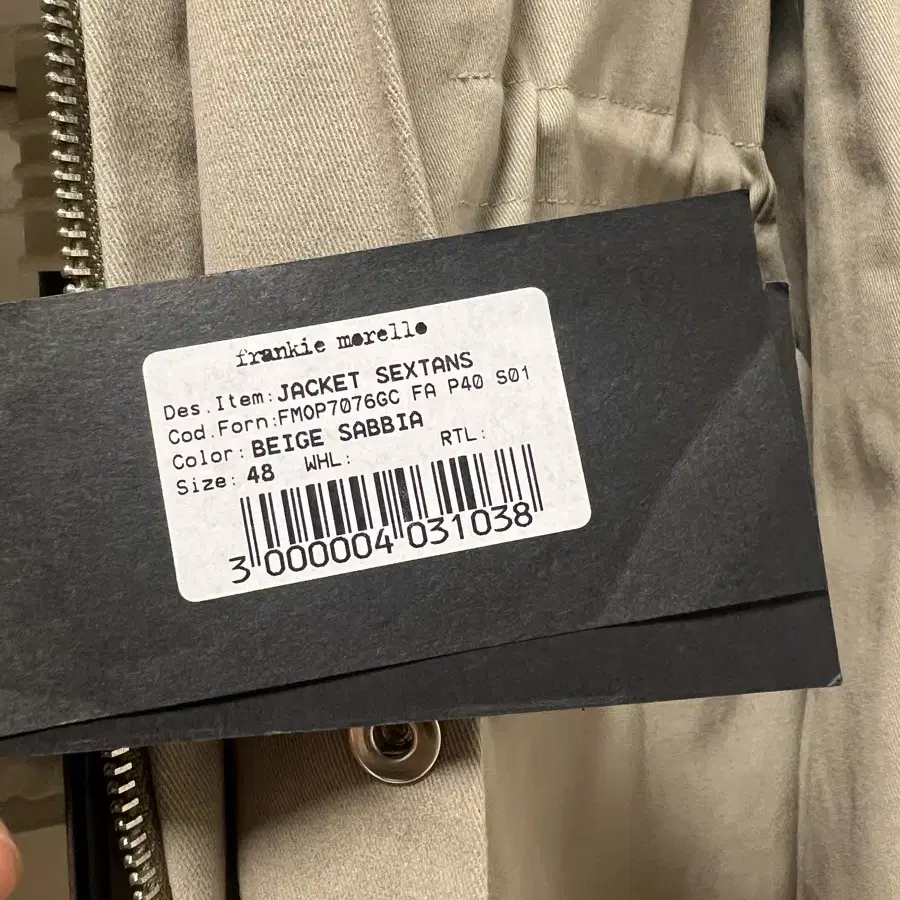 frankie morello
Des.Item:JACKET SEXTANS
Cod.Forn:FMOP7076GC FA P40 S01
Color:BEIGE SABBIA
Size:48 WHL: RTL:
3 000004 031038